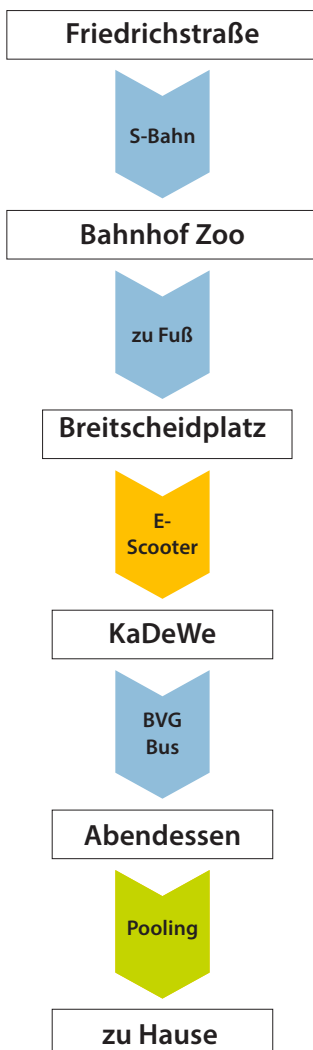 Friedrichstraße
S-Bahn
Bahnhof Zoo
zu Fuß
Breitscheidplatz
E-
Scooter
KaDeWe
BVG
Bus
Abendessen
Pooling
zu Hause